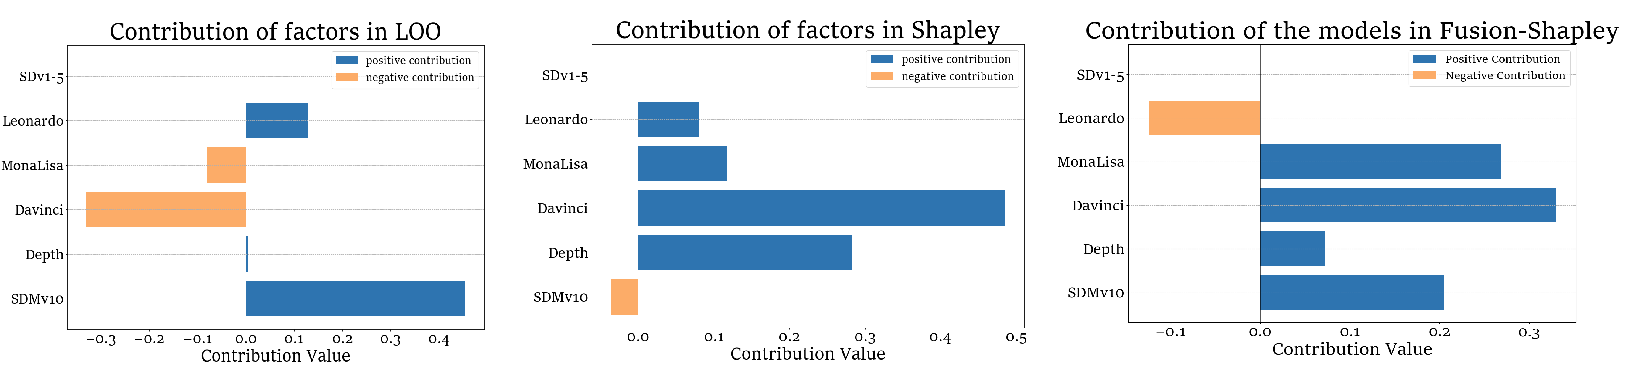 Contribution of factors in LOO
positive contribution
negative contribution
SDv1-5
Leonardo
MonaLisa
Davinci
Depth
SDMv10
-0.3 -0.2 -0.1 0.0 0.1 0.2 0.3 0.4
Contribution Value
Contribution of factors in Shapley
positive contribution
negative contribution
SDv1-5
Leonardo
MonaLisa
Davinci
Depth
SDMv10
0.0 0.1 0.2 0.3 0.4 0.5
Contribution Value
Contribution of the models in Fusion-Shapley
Positive Contribution
Negative Contribution
SDv1-5
Leonardo
MonaLisa
Davinci
Depth
SDMv10
-0.1 0.0 0.1 0.2 0.3
Contribution Value